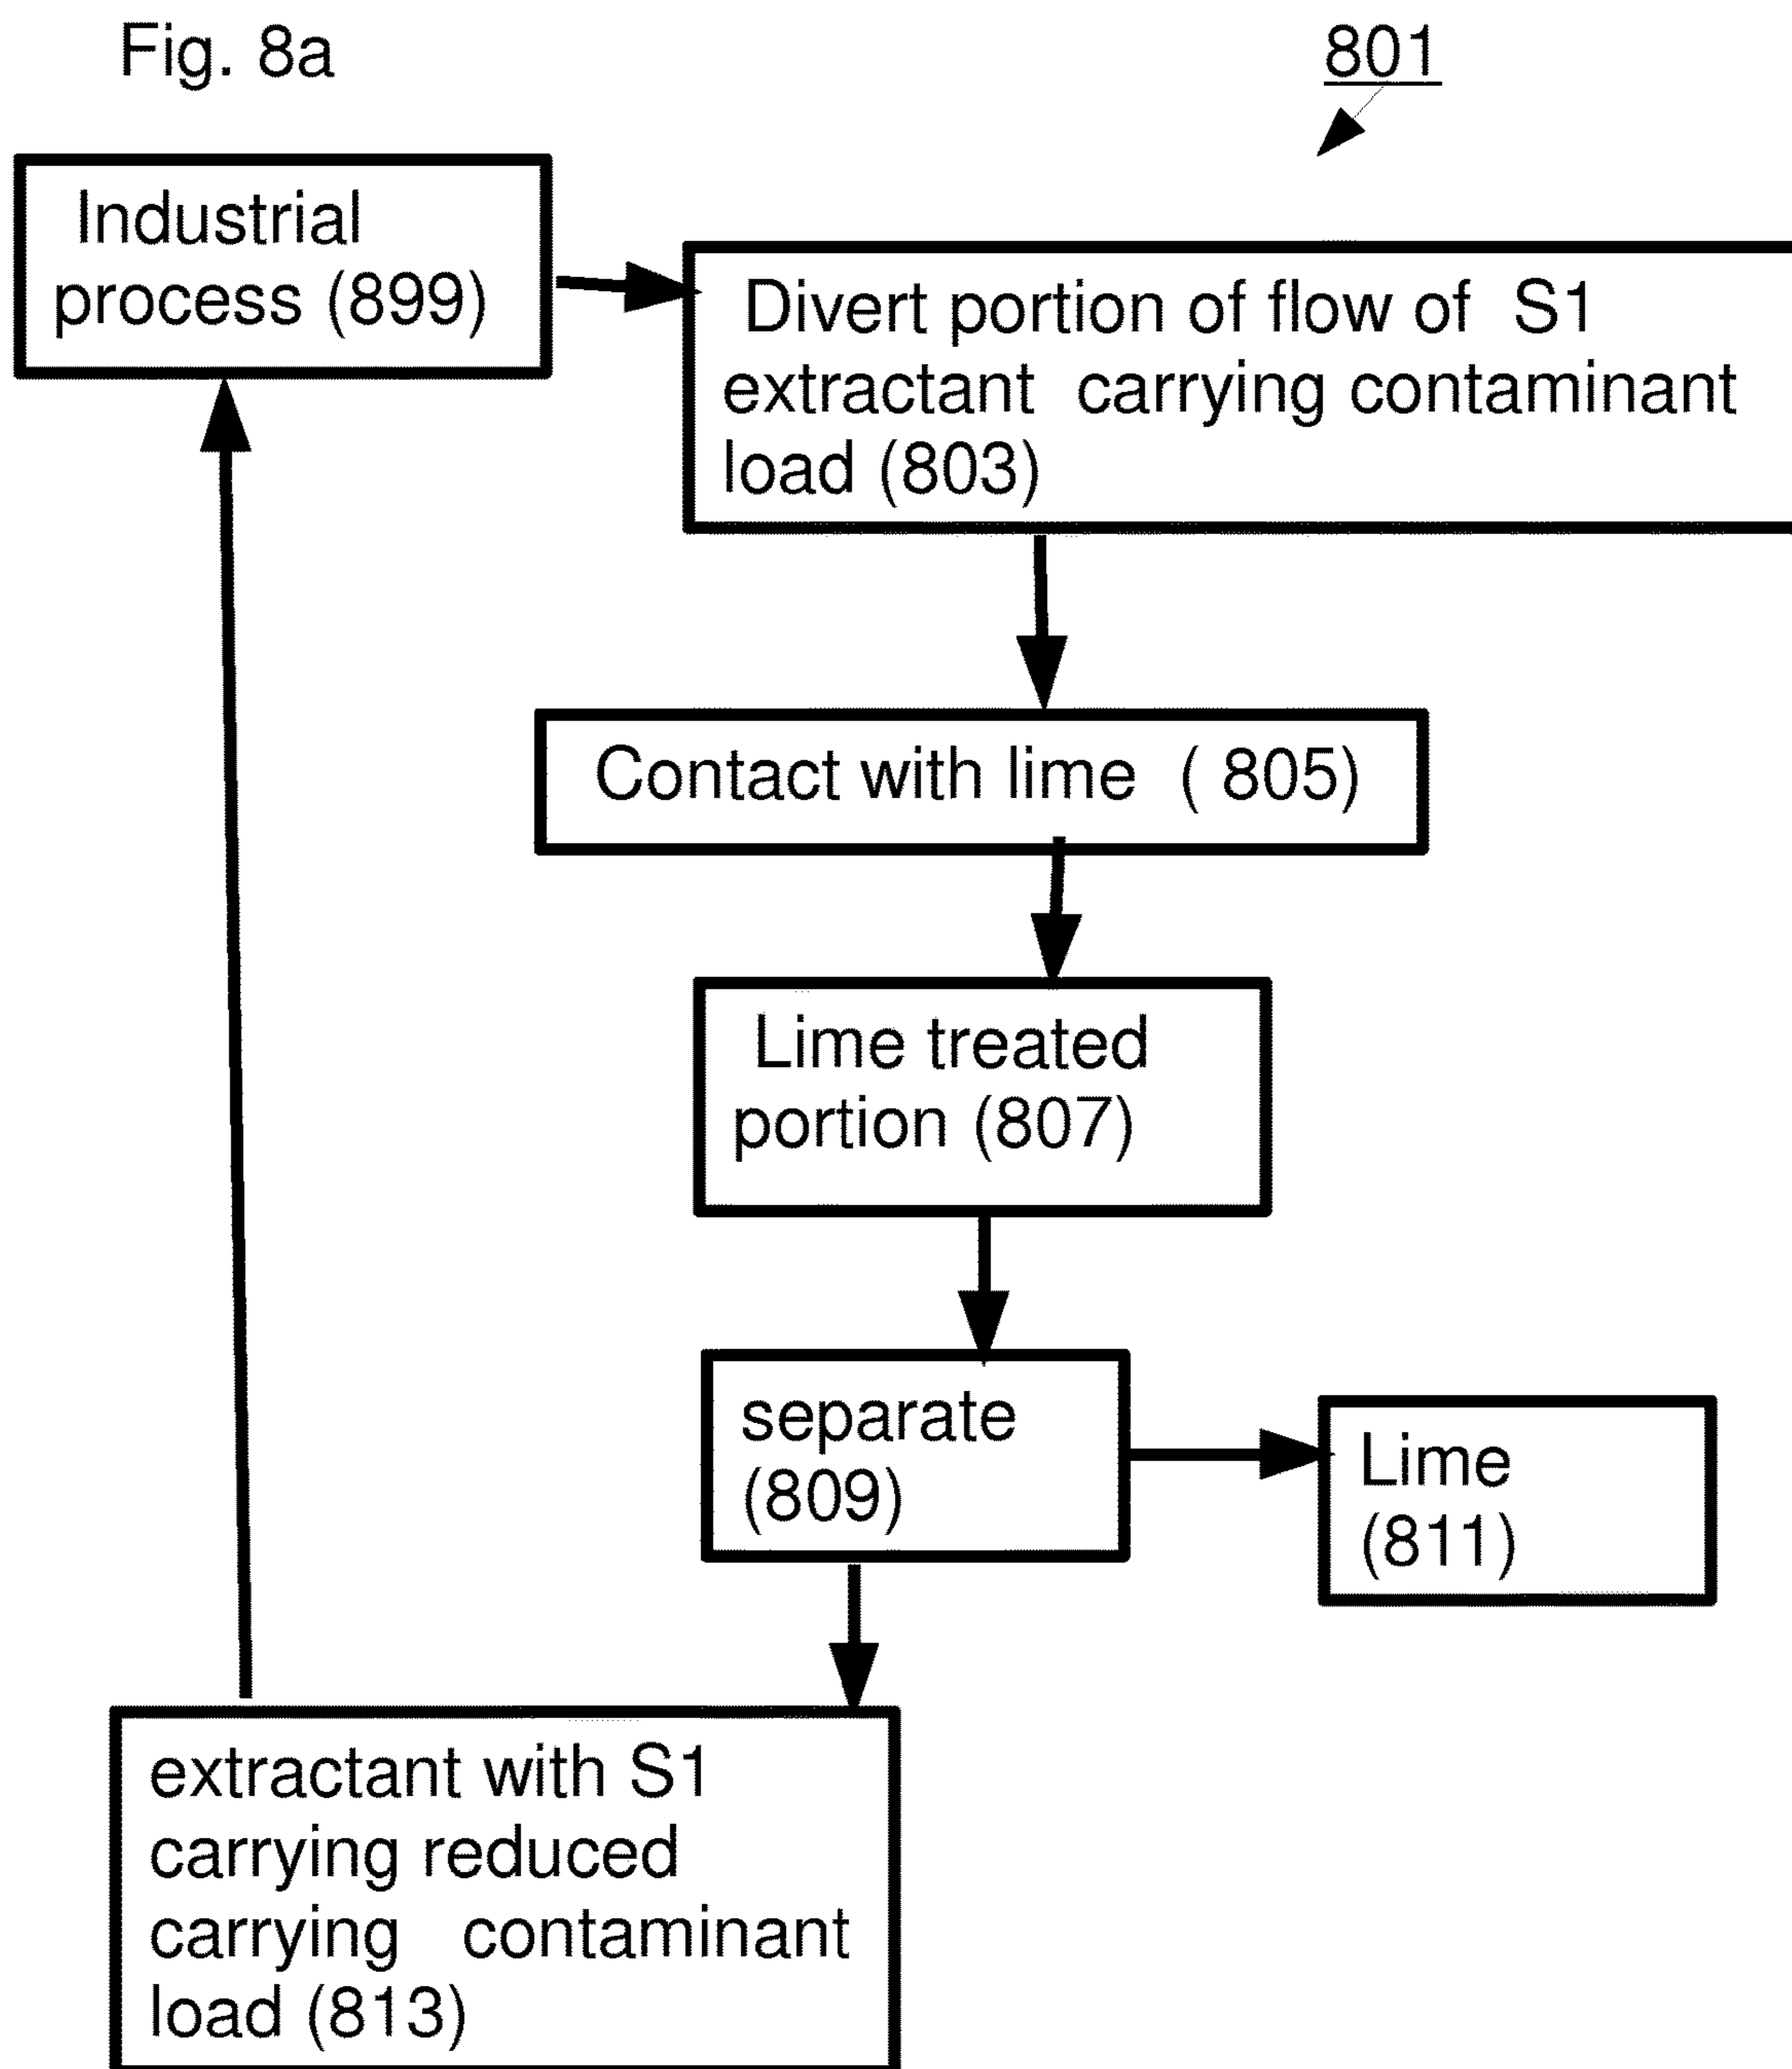 Fig. 8a
801
Industrial
process (899)
Divert portion of flow of S1
extractant carrying contaminant
load (803)
Contact with lime ( 805)
Lime treated
portion (807)
separate
(809)
Lime
(811)
extractant with S1
carrying reduced
carrying contaminant
load (813)